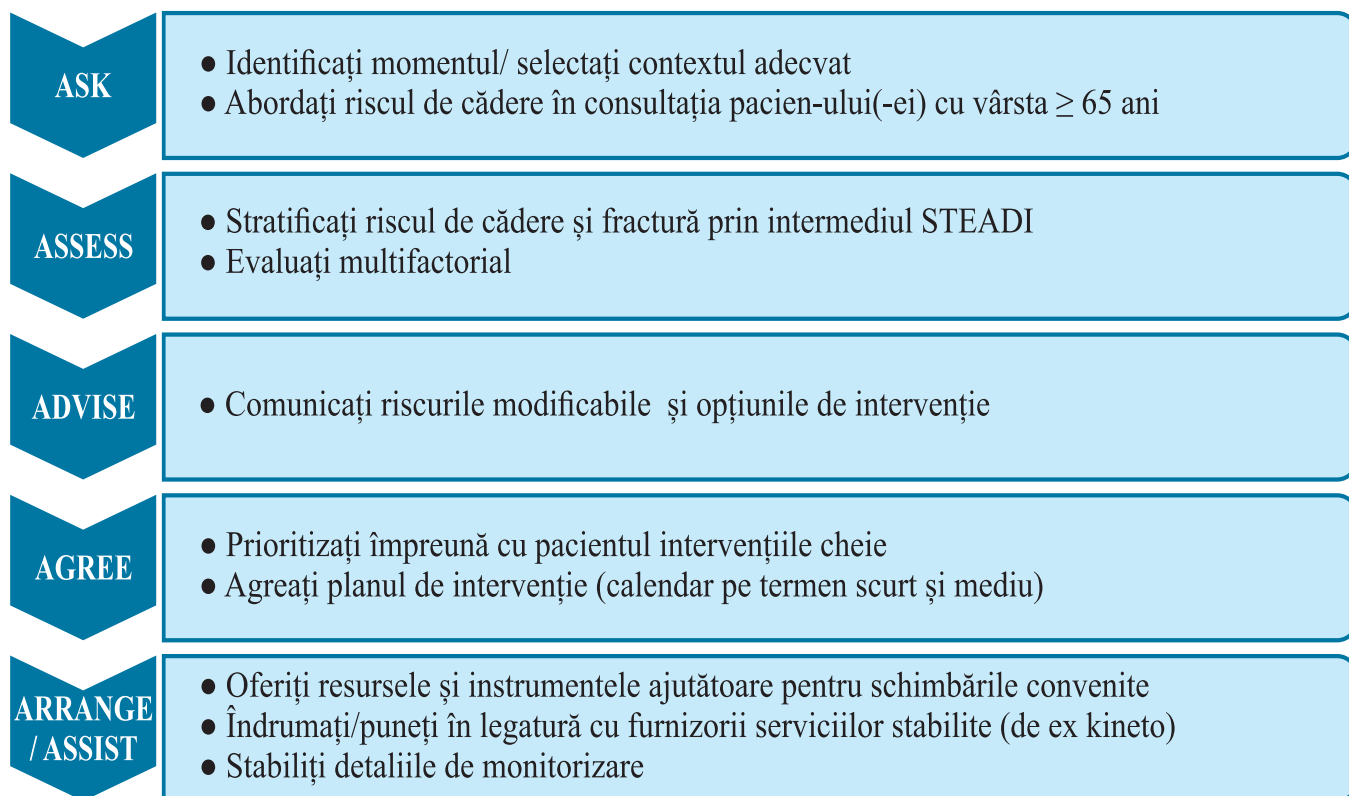 ASK
● Identificați momentul/ selectați contextul adecvat
● Abordați riscul de cădere în consultația pacien-ului(-ei) cu vârsta ≥ 65 ani
ASSESS
● Stratificați riscul de cădere și fractură prin intermediul STEADI
● Evaluați multifactorial
ADVISE
● Comunicați riscurile modificabile și opțiunile de intervenție
AGREE
● Prioritizați împreună cu pacientul intervențiile cheie
● Agreați planul de intervenție (calendar pe termen scurt și mediu)
ARRANGE
/ ASSIST
● Oferiți resursele și instrumentele ajutătoare pentru schimbările convenite
● Îndrumați/puneți în legatură cu furnizorii serviciilor stabilite (de ex kineto)
● Stabiliți detaliile de monitorizare